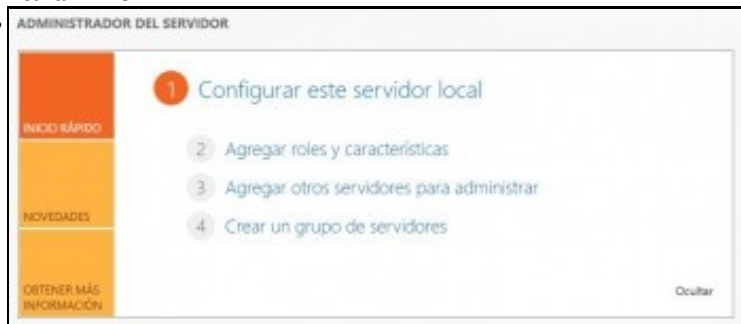 ADMINISTRADOR DEL SERVIDOR
1 Configurar este servidor local
INICIO RÁPIDO
2 Agregar roles y características
3 Agregar otros servidores para administrar
NOVEDADES
4 Crear un grupo de servidores
OBTENER MÁS
INFORMACIÓN
Ocultar